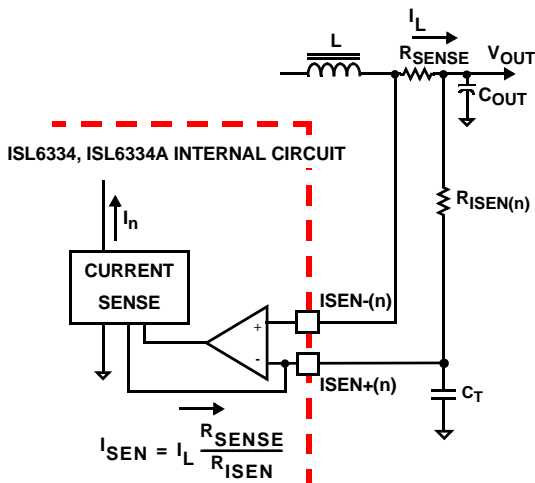 I_L
L
R_SENSE
V_OUT
C_OUT
ISL6334, ISL6334A INTERNAL CIRCUIT
R_ISEN(n)
I_n
CURRENT
SENSE
ISEN-(n)
+
-
ISEN+(n)
C_T
I_SEN = I_L R_SENSE / R_ISEN